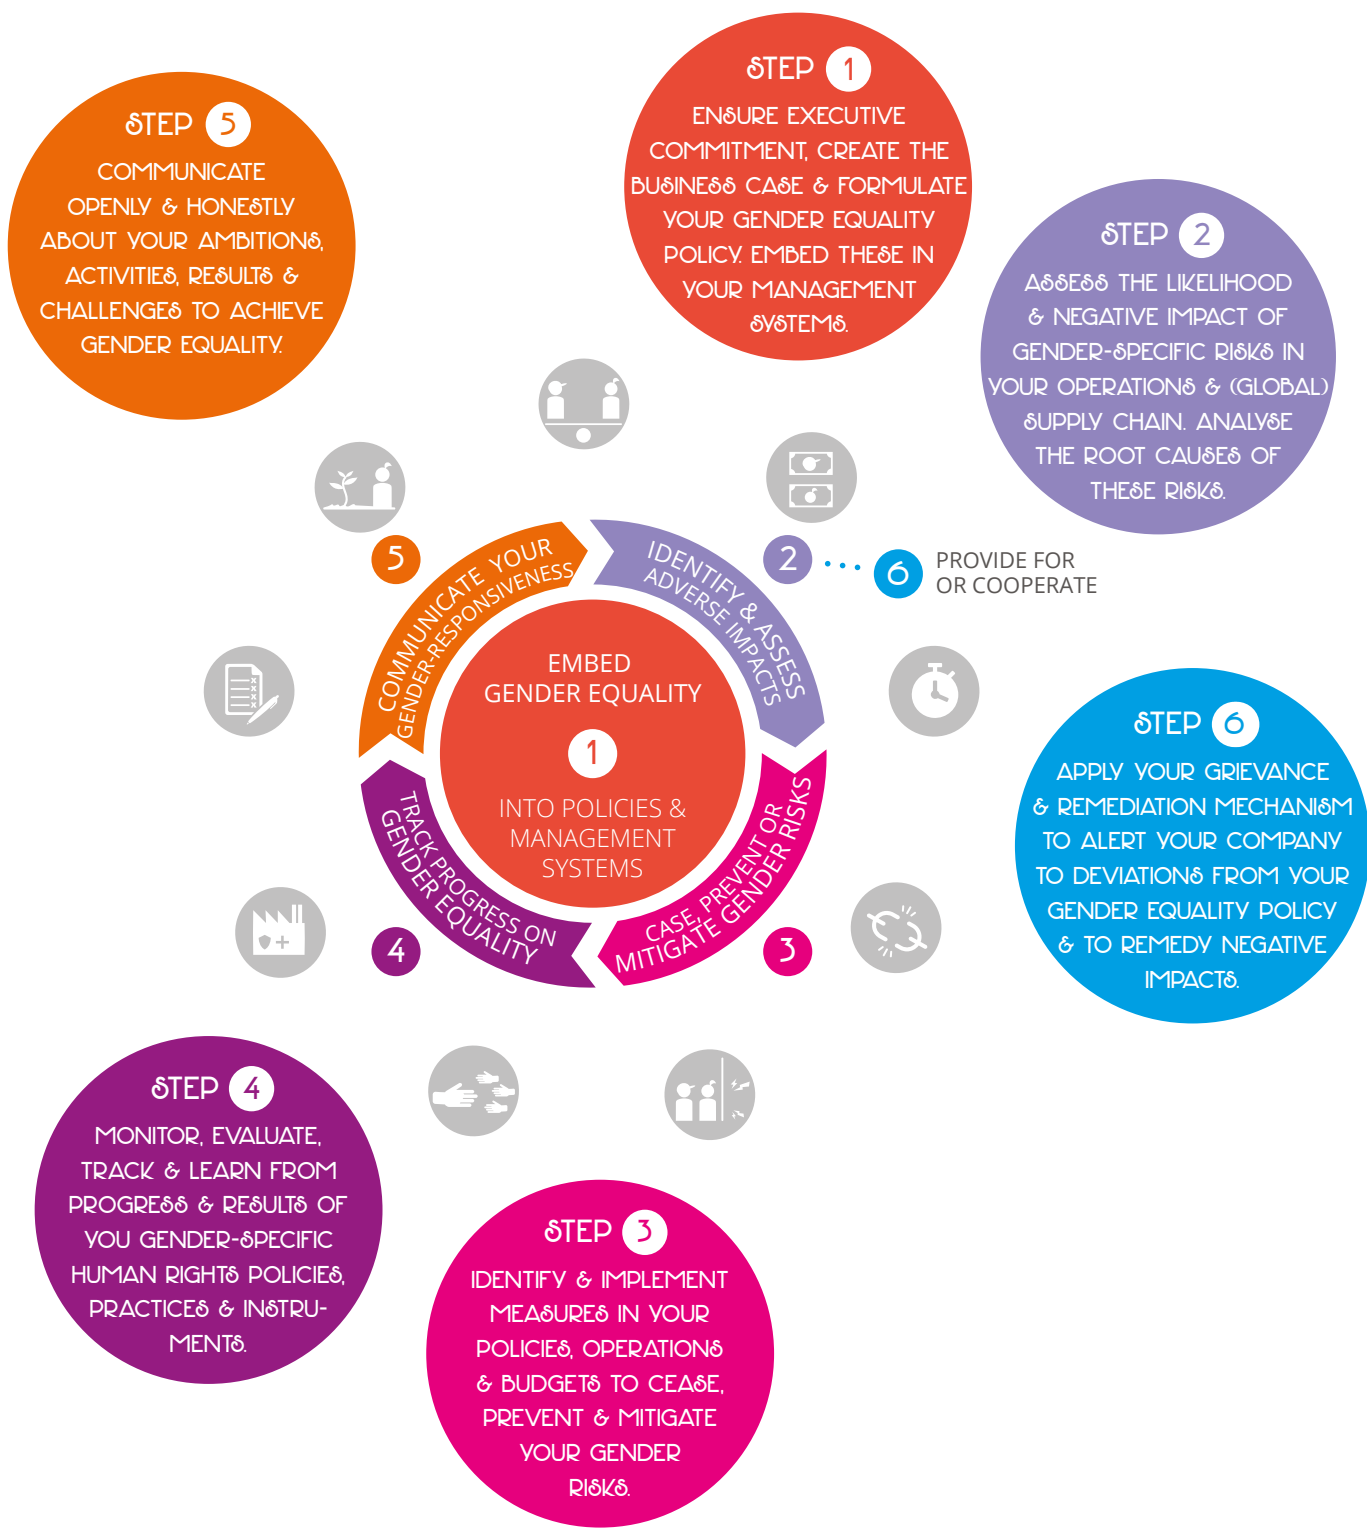 STEP 1
ENSURE EXECUTIVE
COMMITMENT, CREATE THE
BUSINESS CASE & FORMULATE
YOUR GENDER EQUALITY
POLICY. EMBED THESE IN
YOUR MANAGEMENT
SYSTEMS.
STEP 2
ASSESS THE LIKELIHOOD
& NEGATIVE IMPACT OF
GENDER-SPECIFIC RISKS IN
YOUR OPERATIONS & (GLOBAL)
SUPPLY CHAIN. ANALYSE
THE ROOT CAUSES OF
THESE RISKS.
STEP 5
COMMUNICATE
OPENLY & HONESTLY
ABOUT YOUR AMBITIONS,
ACTIVITIES, RESULTS &
CHALLENGES TO ACHIEVE
GENDER EQUALITY.
5
COMMUNICATE YOUR
GENDER-RESPONSIVENESS
IDENTIFY & ASSESS
ADVERSE IMPACTS
2
6
PROVIDE FOR
OR COOPERATE
EMBED
GENDER EQUALITY
1
INTO POLICIES &
MANAGEMENT
SYSTEMS
TRACK PROGRESS ON
GENDER EQUALITY
4
CASE, PREVENT OR
MITIGATE GENDER RISKS
3
STEP 6
APPLY YOUR GRIEVANCE
& REMEDIATION MECHANISM
TO ALERT YOUR COMPANY
TO DEVIATIONS FROM YOUR
GENDER EQUALITY POLICY
& TO REMEDY NEGATIVE
IMPACTS.
STEP 4
MONITOR, EVALUATE,
TRACK & LEARN FROM
PROGRESS & RESULTS OF
YOU GENDER-SPECIFIC
HUMAN RIGHTS POLICIES,
PRACTICES & INSTRU-
MENTS.
STEP 3
IDENTIFY & IMPLEMENT
MEASURES IN YOUR
POLICIES, OPERATIONS
& BUDGETS TO CEASE,
PREVENT & MITIGATE
YOUR GENDER
RISKS.